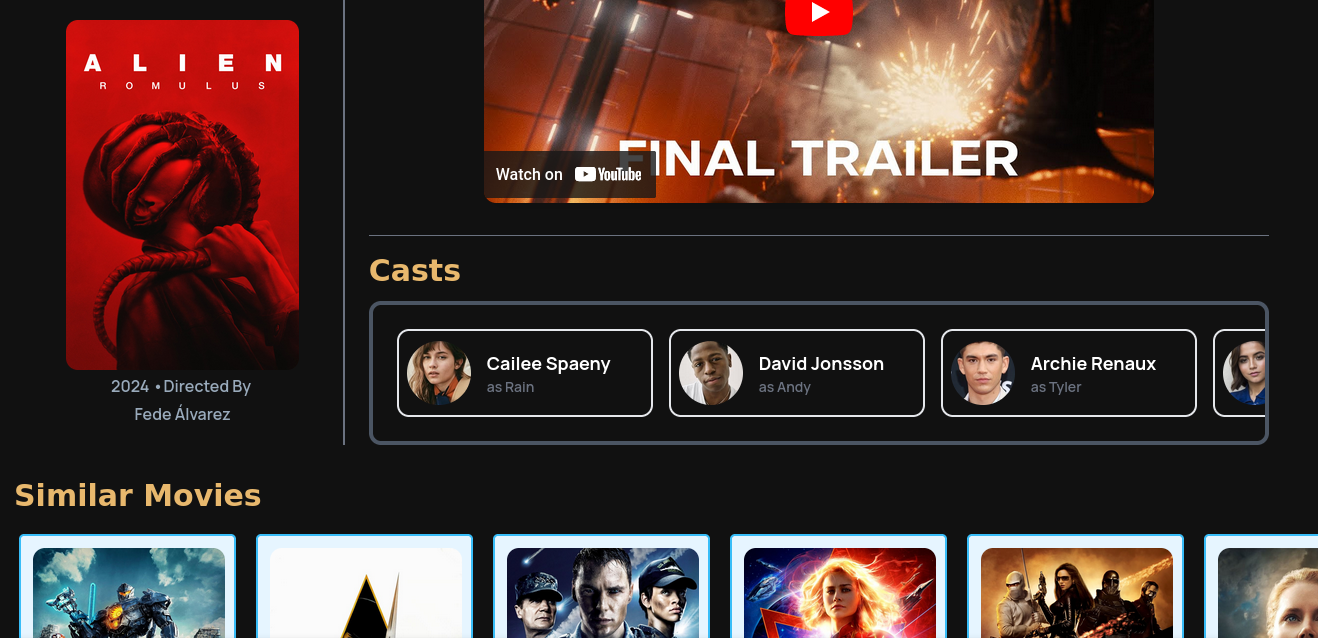 ALIEN
ROMULUS
2024 •Directed By
Fede Álvarez
FINAL TRAILER
Watch on YouTube
Casts
Cailee Spaeny
as Rain
David Jonsson
as Andy
Archie Renaux
as Tyler
Similar Movies